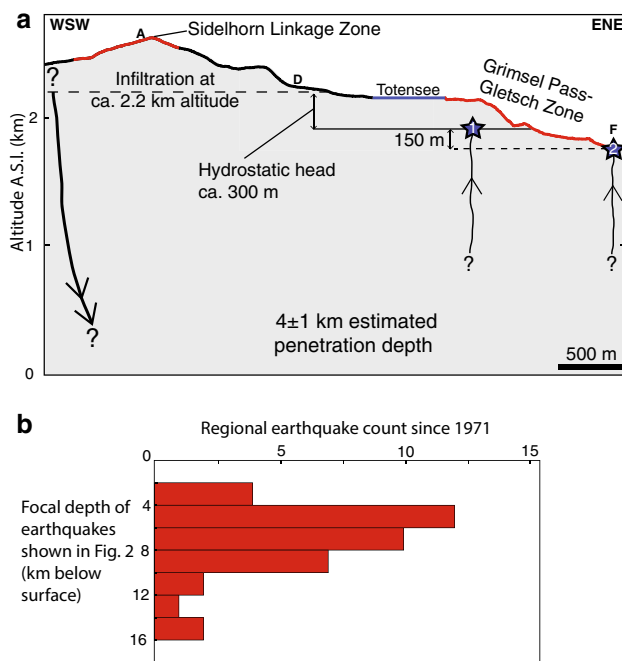 a
WSW
A
Sidelhorn Linkage Zone
ENE
?
Infiltration at
ca. 2.2 km altitude
D
Totensee
Grimsel Pass-
Gletsch Zone
2
1
F
150 m
2
Hydrostatic head
ca. 300 m
Altitude A.S.l. (km)
1
?
?
?
4±1 km estimated
penetration depth
500 m
0
b
Regional earthquake count since 1971
0
5
10
15
Focal depth of
earthquakes
shown in Fig. 2
(km below
surface)
4
8
12
16